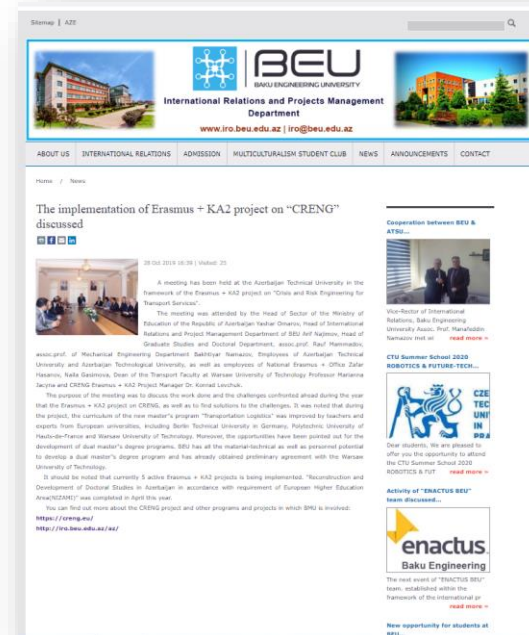 Sitemap | AZE
BEU
BAKU ENGINEERING UNIVERSITY
International Relations and Projects Management
Department
www.iro.beu.edu.az | iro@beu.edu.az
ABOUT US INTERNATIONAL RELATIONS ADMISSION MULTICULTURALISM STUDENT CLUB NEWS ANNOUNCEMENTS CONTACT
Home / News
The implementation of Erasmus + KA2 project on “CRENG”
discussed
28 Oct 2019 16:39 | Visited: 25
A meeting has been held at the Azerbaijan Technical University in the
framework of the Erasmus + KA2 project on "Crisis and Risk Engineering for
Transport Services".
The meeting was attended by the Head of Sector of the Ministry of
Education of the Republic of Azerbaijan Yashar Omarov, Head of International
Relations and Projects Management Department of BEU Arif Najimov, Head of
Graduate Studies and Doctorat Department, assoc.prof. Rauf Mammadov,
assoc.prof. of Mechanical Engineering Department Bakhtiyar Namazov, Employees of Azerbaijan Technical
University and Azerbaijan Technological University, as well as employees of National Erasmus + Office Zafar
Hasanov, Naila Gasimova, Dean of the Transport Faculty at Warsaw University of Technology Professor Marianna
Jacyna and CRENG Erasmus + KA2 Project Manager Dr. Konrad Levchuk.
The purpose of the meeting was to discuss the work done and the challenges confronted ahead during the year
that the Erasmus + KA2 project on CRENG, as well as to find solutions to the challenges. It was noted that during
the project, the curriculum of the new master's program "Transportation Logistics" was improved by teachers and
experts from European universities, including Berlin Technical University in Germany, Polytechnic University of
Hauts-de-France and Warsaw University of Technology. Moreover, the opportunities have been pointed out for the
development of dual master's degree programs. BEU has all the material-technical as well as personnel potential
to develop a dual master's degree program and has already obtained preliminary agreement with the Warsaw
University of Technology.
It should be noted that currently 5 active Erasmus + KA2 projects is being implemented. "Reconstruction and
Development of Doctoral Studies in Azerbaijan in accordance with requirement of European Higher Education
Area(NIZAMI)" was completed in April this year.
You can find out more about the CRENG project and other programs and projects in which BMU is involved:
https://creng.eu/
http://iro.beu.edu.az/az/
Cooperation between BEU &
ATSU...
Vice-Rector of International
Relations, Baku Engineering
University Assoc. Prof. Manafeddin
Namazov met wi read more »
CTU Summer School 2020
ROBOTICS & FUTURE-TECH...
CZE
TEC
UNI
IN
PRA
Dear students, We are pleased to
offer you the opportunity to attend
the CTU Summer School 2020
ROBOTICS & FUT read more »
Activity of "ENACTUS BEU"
team discussed...
enactus
Baku Engineering
The next event of "ENACTUS BEU"
team, established within the
framework of the international pr
read more »
New opportunity for students at
BEU...